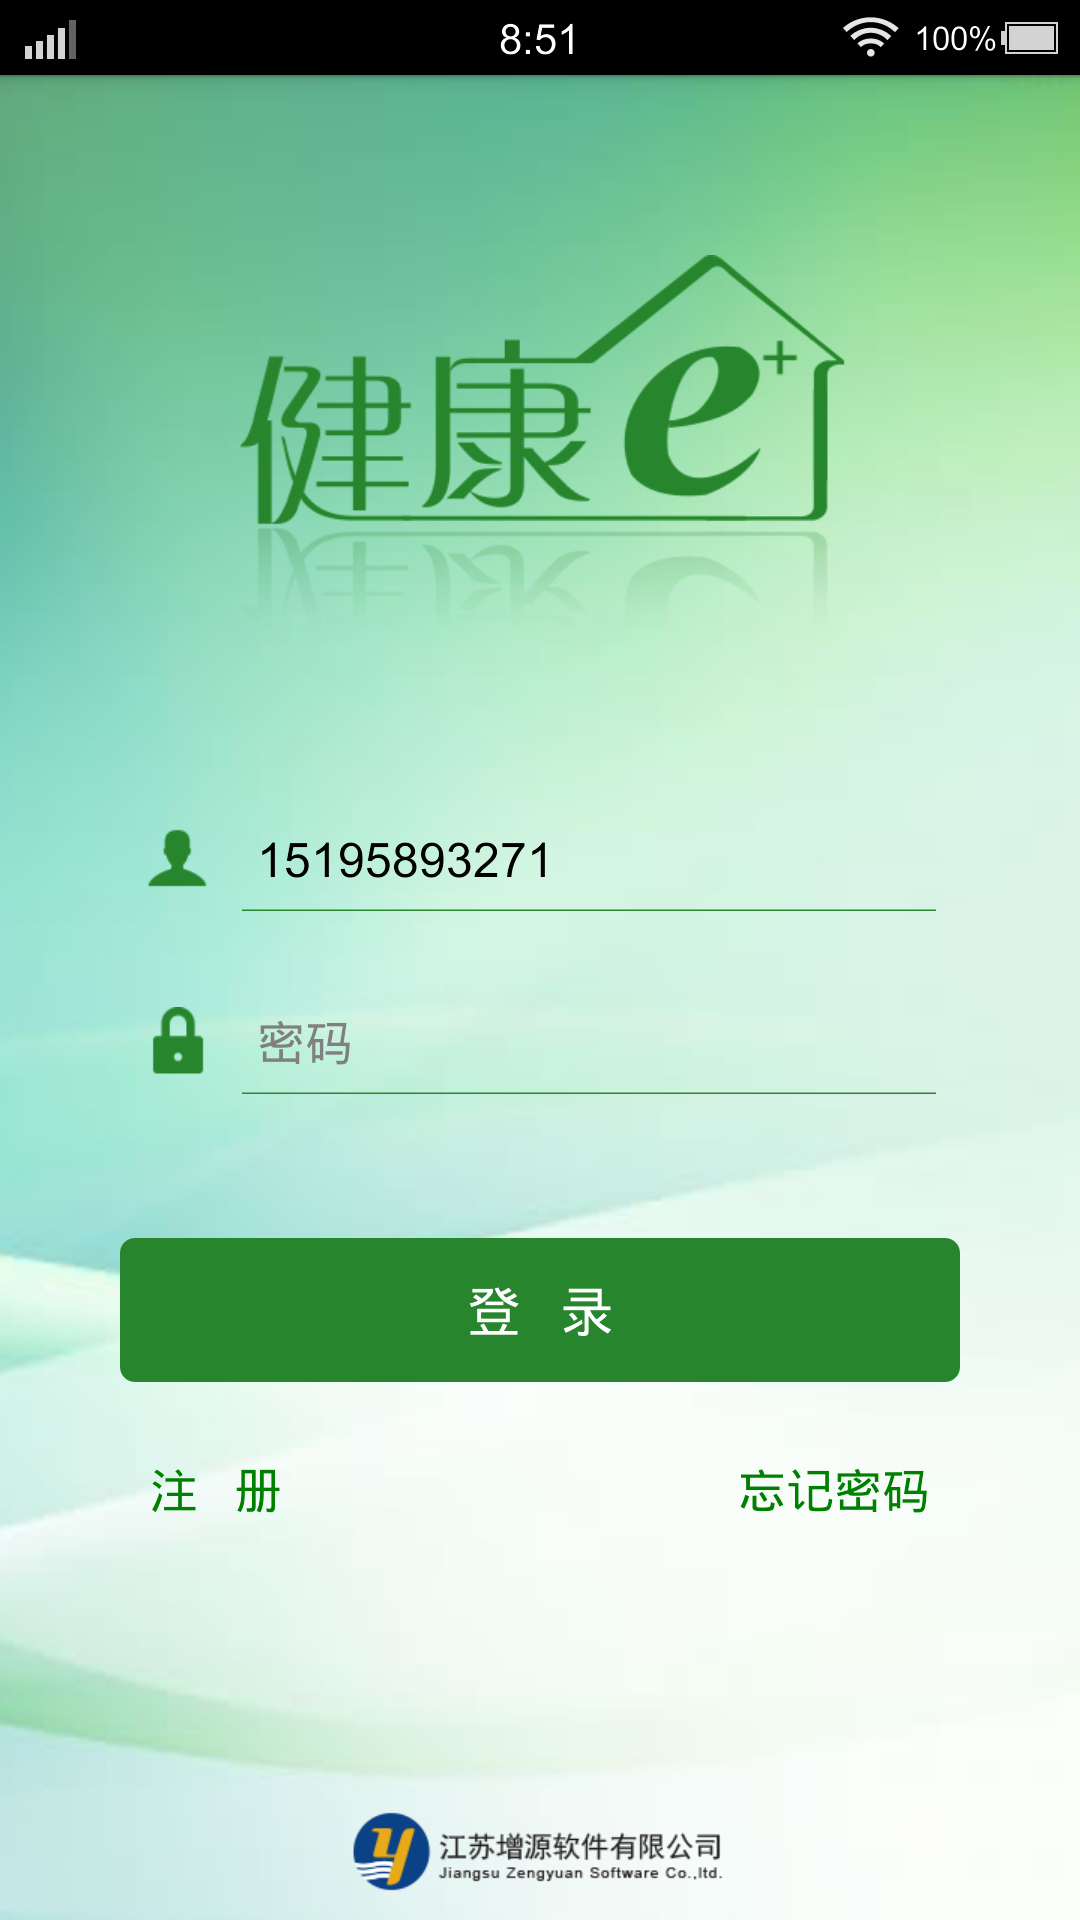 8:51
100%
健康e+
15195893271
密码
登 录
注 册
忘记密码
江苏增源软件有限公司
Jiangsu Zengyuan Software Co.,ltd.